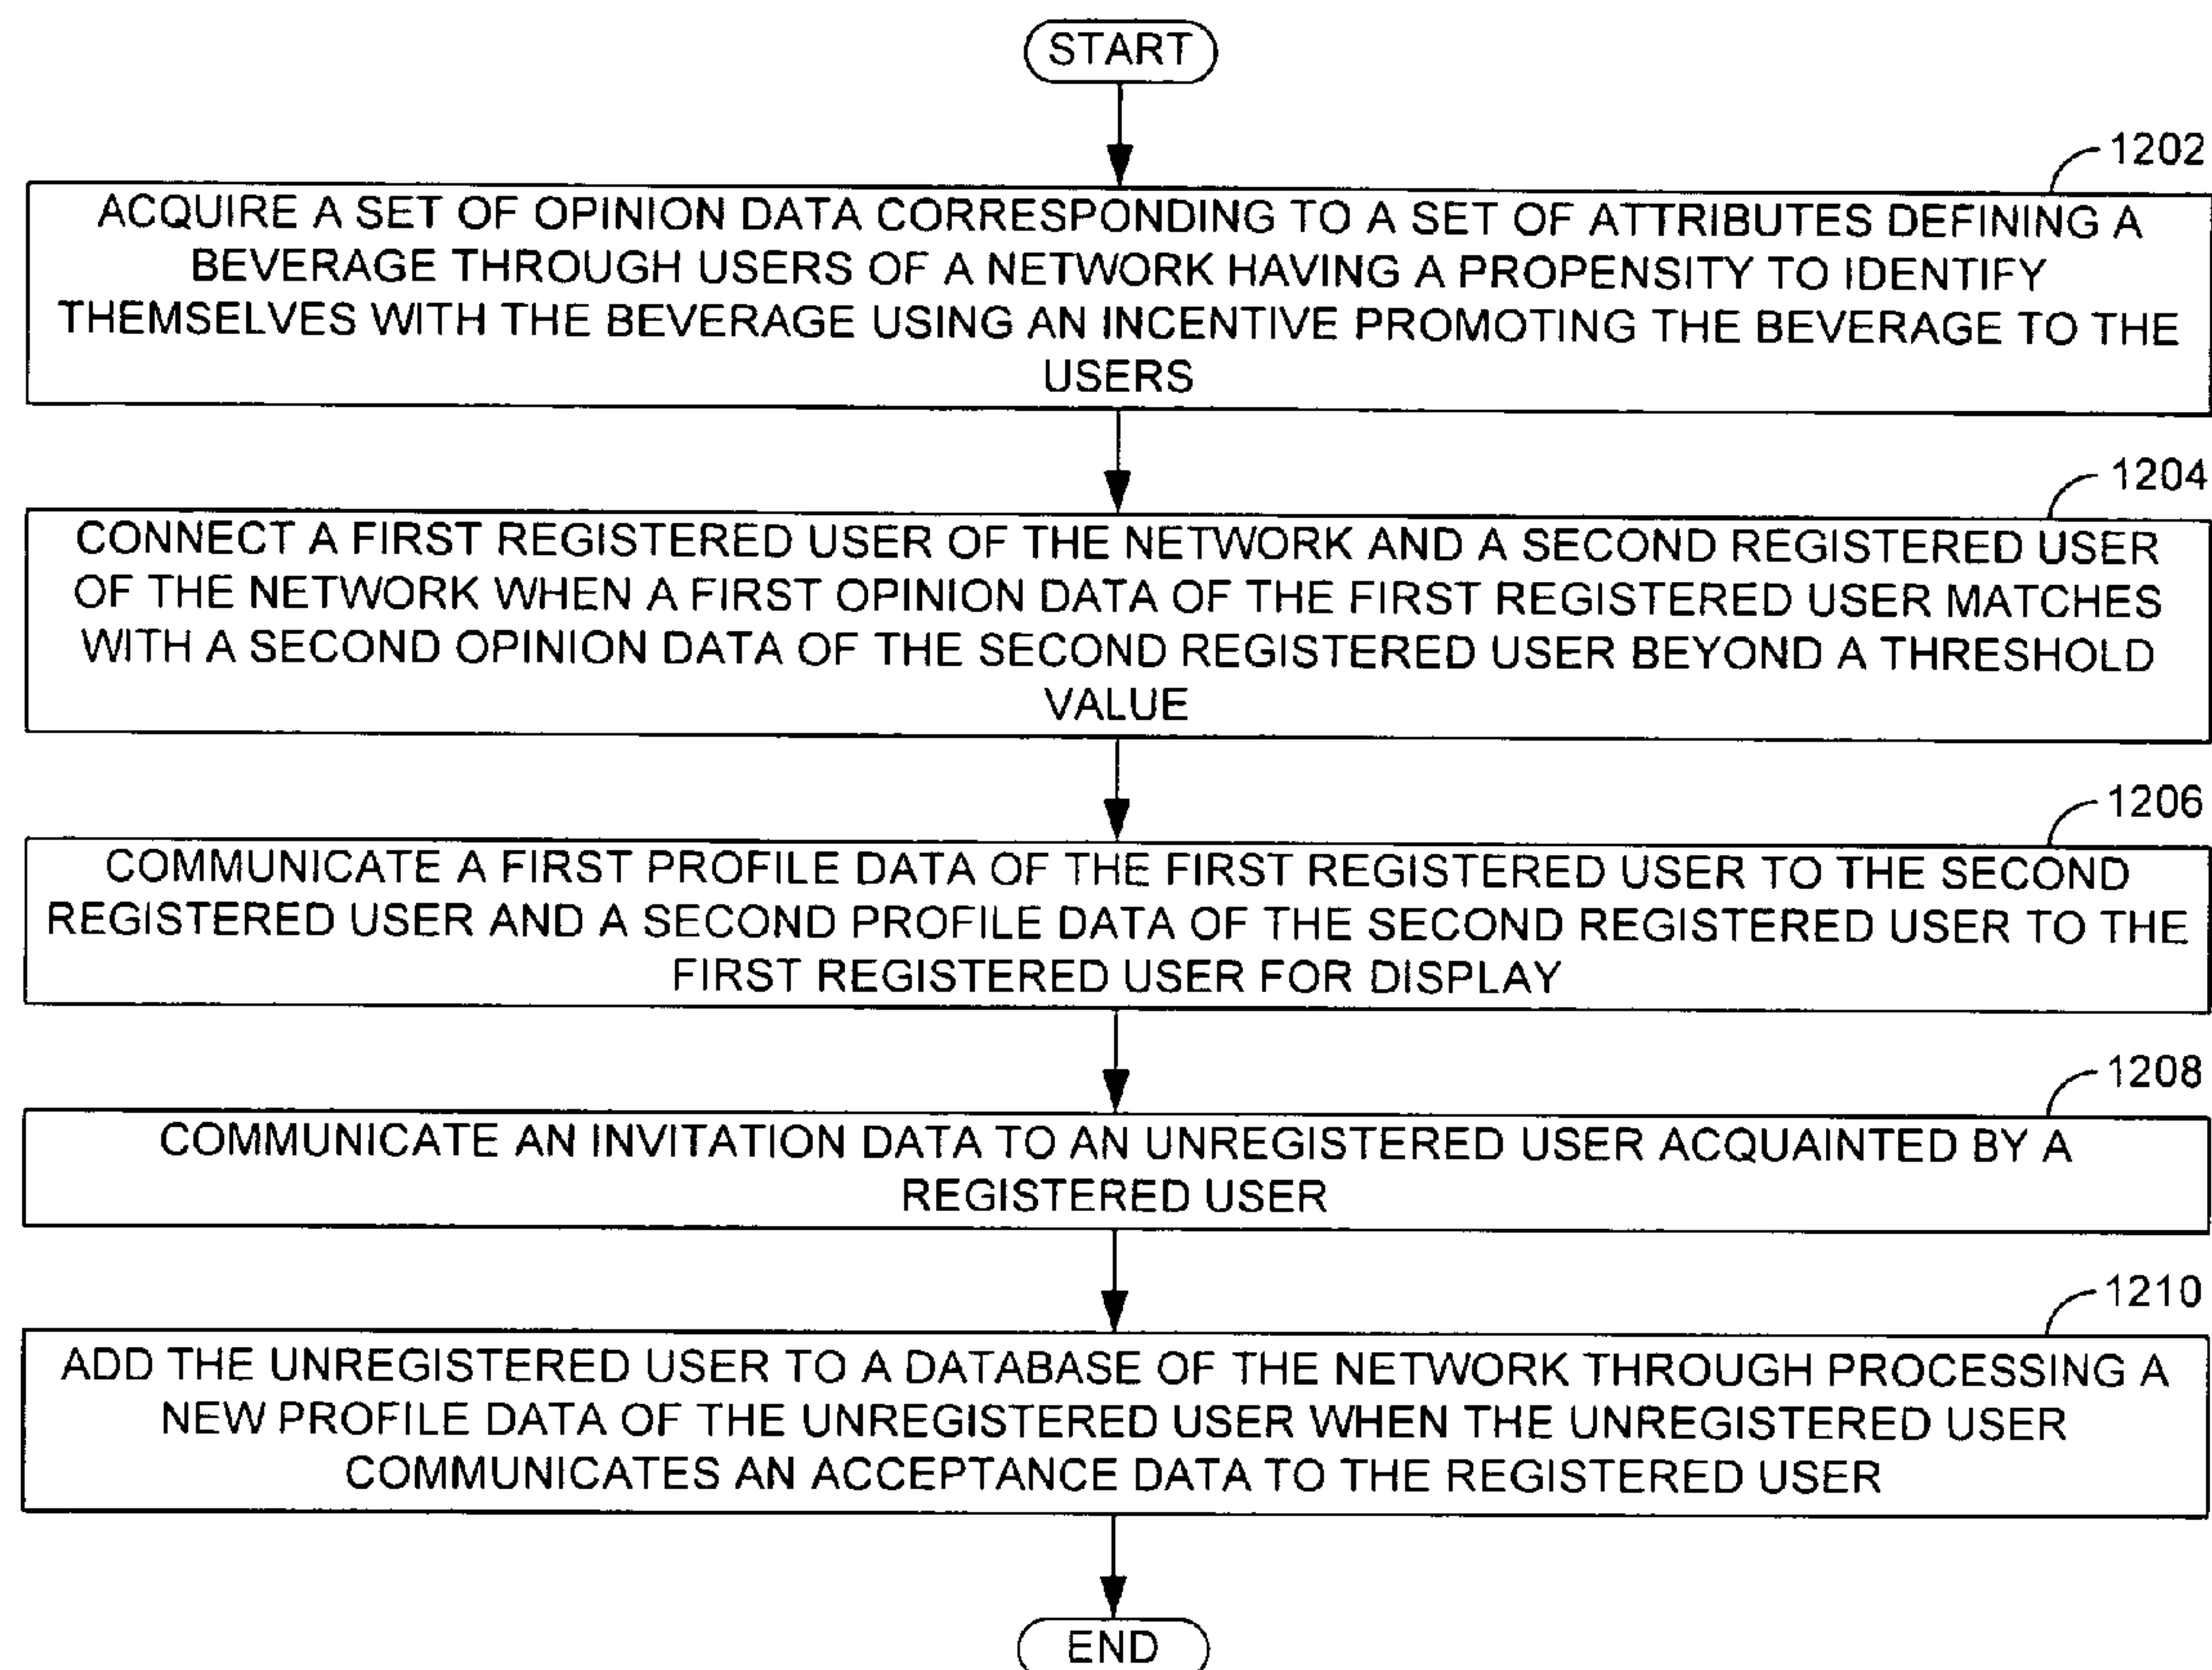 START
1202
ACQUIRE A SET OF OPINION DATA CORRESPONDING TO A SET OF ATTRIBUTES DEFINING A
BEVERAGE THROUGH USERS OF A NETWORK HAVING A PROPENSITY TO IDENTIFY
THEMSELVES WITH THE BEVERAGE USING AN INCENTIVE PROMOTING THE BEVERAGE TO THE
USERS
1204
CONNECT A FIRST REGISTERED USER OF THE NETWORK AND A SECOND REGISTERED USER
OF THE NETWORK WHEN A FIRST OPINION DATA OF THE FIRST REGISTERED USER MATCHES
WITH A SECOND OPINION DATA OF THE SECOND REGISTERED USER BEYOND A THRESHOLD
VALUE
1206
COMMUNICATE A FIRST PROFILE DATA OF THE FIRST REGISTERED USER TO THE SECOND
REGISTERED USER AND A SECOND PROFILE DATA OF THE SECOND REGISTERED USER TO THE
FIRST REGISTERED USER FOR DISPLAY
1208
COMMUNICATE AN INVITATION DATA TO AN UNREGISTERED USER ACQUAINTED BY A
REGISTERED USER
1210
ADD THE UNREGISTERED USER TO A DATABASE OF THE NETWORK THROUGH PROCESSING A
NEW PROFILE DATA OF THE UNREGISTERED USER WHEN THE UNREGISTERED USER
COMMUNICATES AN ACCEPTANCE DATA TO THE REGISTERED USER
END